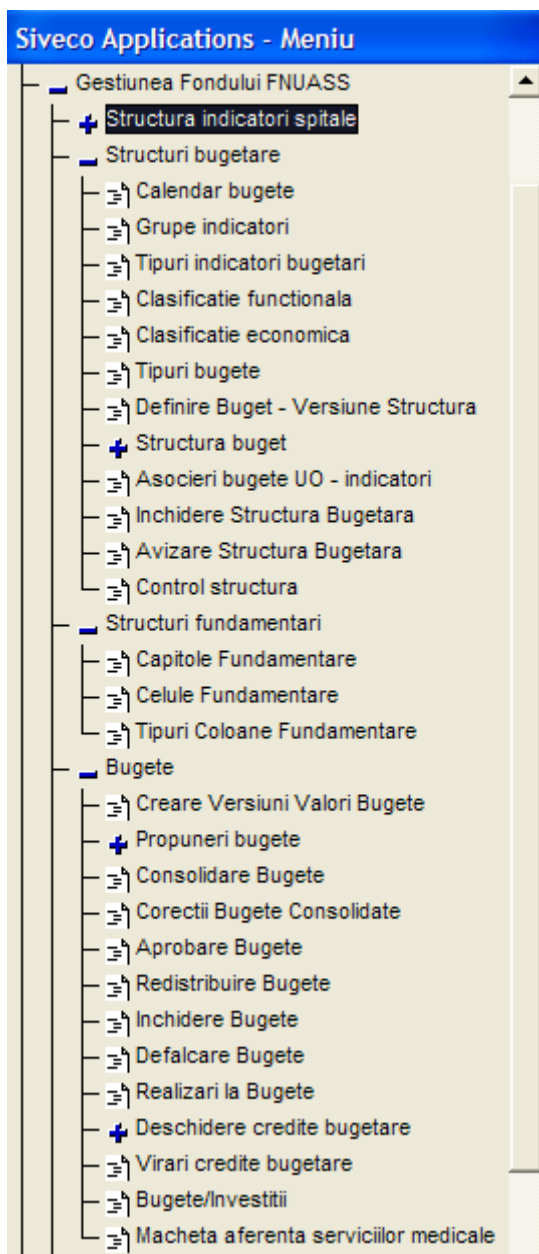 Siveco Applications - Meniu
Gestiunea Fondului FNUASS
Structura indicatori spitale
Structuri bugetare
Calendar bugete
Grupe indicatori
Tipuri indicatori bugetari
Clasificatie functionala
Clasificatie economica
Tipuri bugete
Definire Buget - Versiune Structura
Structura buget
Asocieri bugete UO - indicatori
Inchidere Structura Bugetara
Avizare Structura Bugetara
Control structura
Structuri fundamentari
Capitole Fundamentare
Celule Fundamentare
Tipuri Coloane Fundamentare
Bugete
Creare Versiuni Valori Bugete
Propuneri bugete
Consolidare Bugete
Corectii Bugete Consolidate
Aprobare Bugete
Redistribuire Bugete
Inchidere Bugete
Defalcare Bugete
Realizari la Bugete
Deschidere credite bugetare
Virari credite bugetare
Bugete/Investitii
Macheta aferenta serviciilor medicale